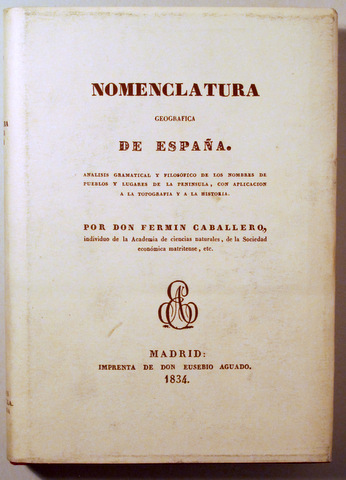 NOMENCLATURA
GEOGRAFICA
DE ESPAÑA.
ANALISIS GRAMATICAL Y FILOSOFICO DE LOS NOMBRES DE
PUEBLOS Y LUGARES DE LA PENINSULA, CON APLICACION
A LA TOPOGRAFIA Y A LA HISTORIA.
POR DON FERMIN CABALLERO,
individuo de la Academia de ciencias naturales, de la Sociedad
económica matritense, etc.
MADRID:
IMPRENTA DE DON EUSEBIO AGUADO.
1834.